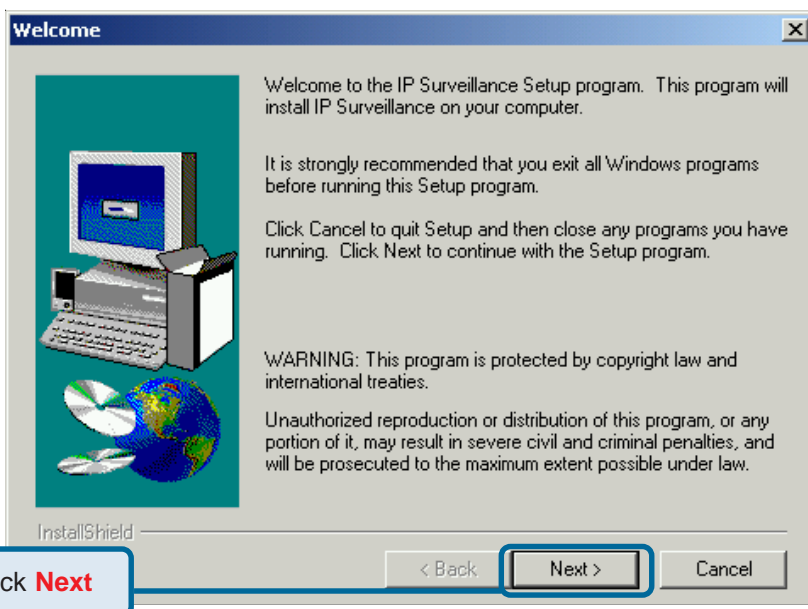 Welcome
Welcome to the IP Surveillance Setup program. This program will
install IP Surveillance on your computer.
It is strongly recommended that you exit all Windows programs
before running this Setup program.
Click Cancel to quit Setup and then close any programs you have
running. Click Next to continue with the Setup program.
WARNING: This program is protected by copyright law and
international treaties.
Unauthorized reproduction or distribution of this program, or any
portion of it, may result in severe civil and criminal penalties, and
will be prosecuted to the maximum extent possible under law.
InstallShield
< Back
Next >
Cancel
ck Next